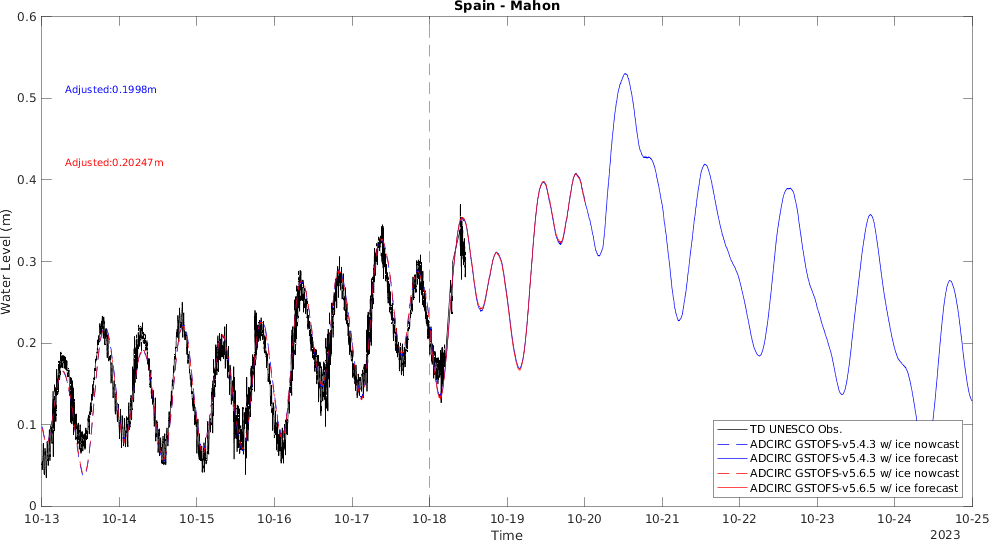 Spain - Mahon
0.6
0.5
0.4
0.3
0.2
0.1
0
Water Level (m)
Adjusted:0.1998m
Adjusted:0.20247m
TD UNESCO Obs.
ADCIRC GSTOFS-v5.4.3 w/ ice nowcast
ADCIRC GSTOFS-v5.4.3 w/ ice forecast
ADCIRC GSTOFS-v5.6.5 w/ ice nowcast
ADCIRC GSTOFS-v5.6.5 w/ ice forecast
10-13 10-14 10-15 10-16 10-17 10-18 10-19 10-20 10-21 10-22 10-23 10-24 10-25
Time
2023